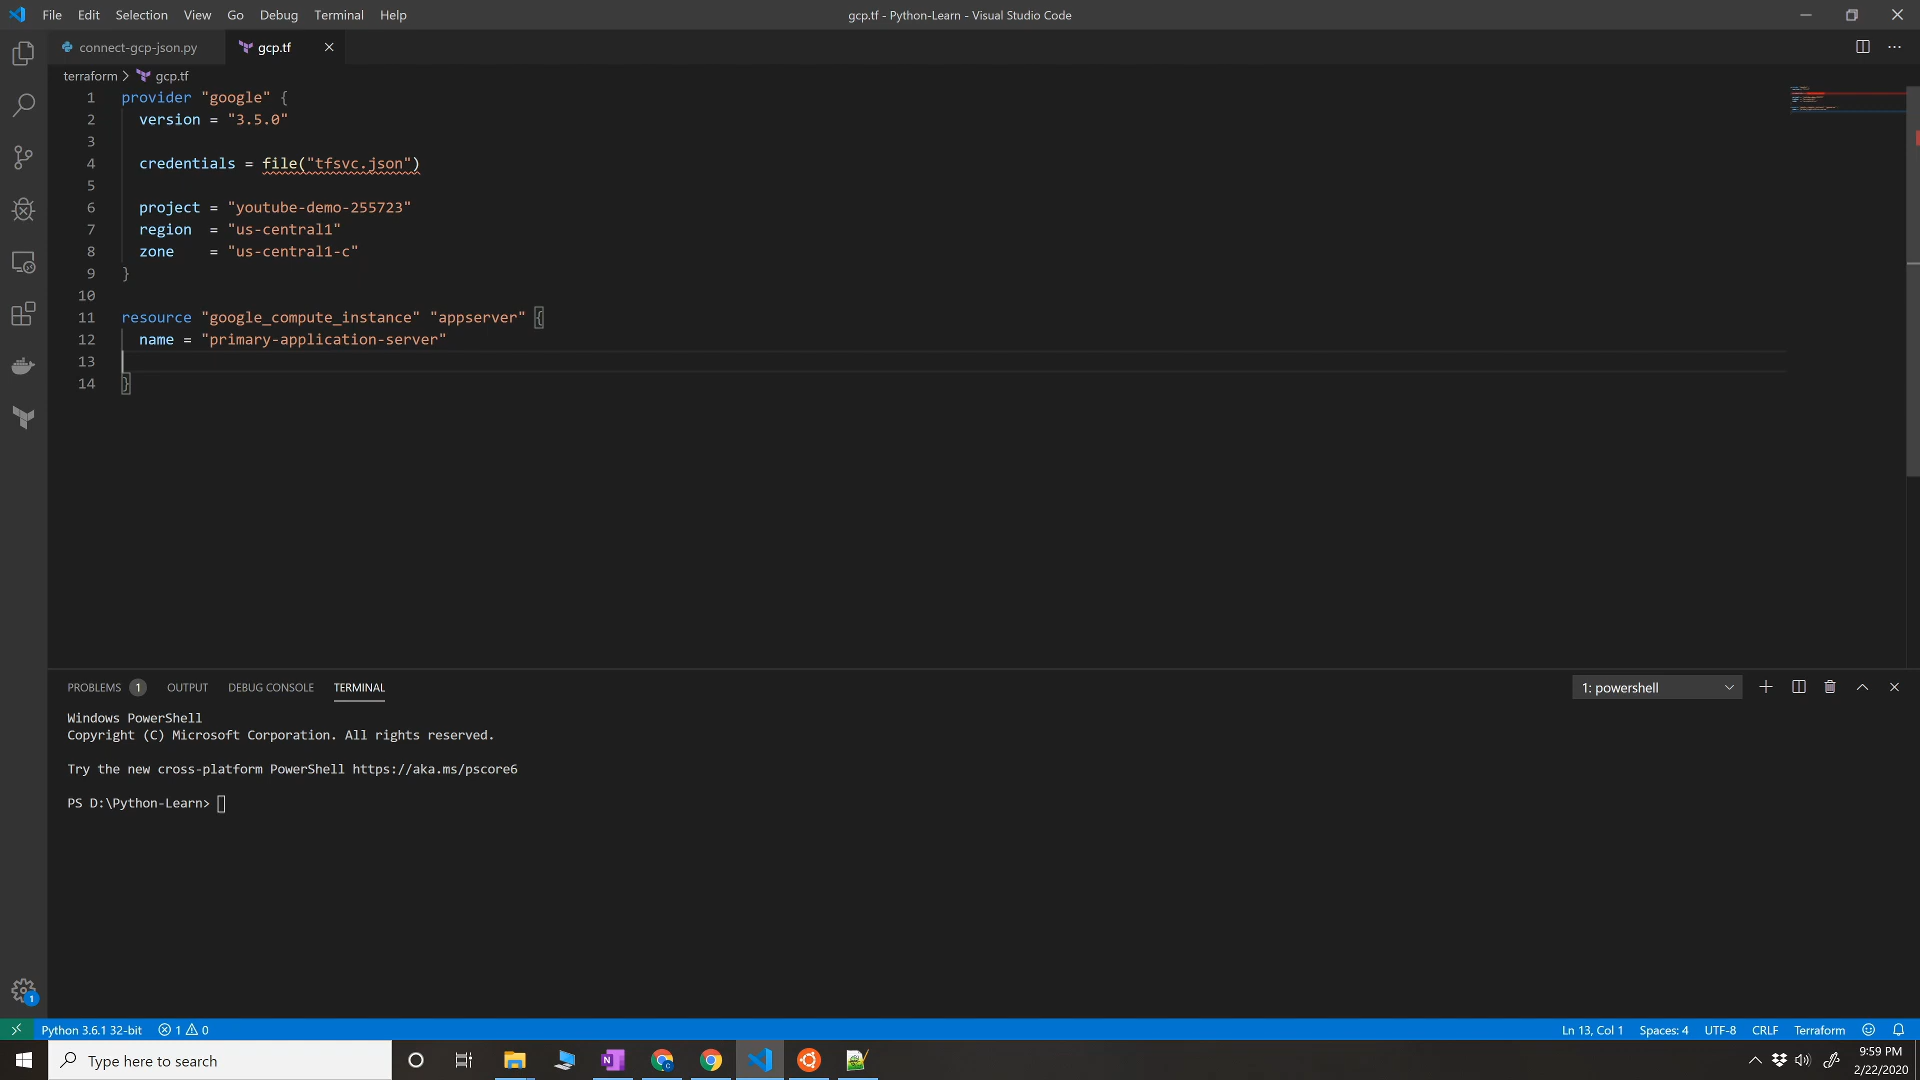 File Edit Selection View Go Debug Terminal Help
gcp.tf - Python-Learn - Visual Studio Code
connect-gcp-json.py
gcp.tf
terraform > gcp.tf
1 provider "google" {
2 version = "3.5.0"
3
4 credentials = file("tfsvc.json")
5
6 project = "youtube-demo-255723"
7 region  = "us-central1"
8 zone    = "us-central1-c"
9 }
10
11 resource "google_compute_instance" "appserver" {
12 name = "primary-application-server"
13
14 }
PROBLEMS 1 OUTPUT DEBUG CONSOLE TERMINAL
1: powershell
Windows PowerShell
Copyright (C) Microsoft Corporation. All rights reserved.
Try the new cross-platform PowerShell https://aka.ms/pscore6
PS D:\Python-Learn>
1
Python 3.6.1 32-bit 1 0
Ln 13, Col 1 Spaces: 4 UTF-8 CRLF Terraform
Type here to search
9:59 PM
2/22/2020